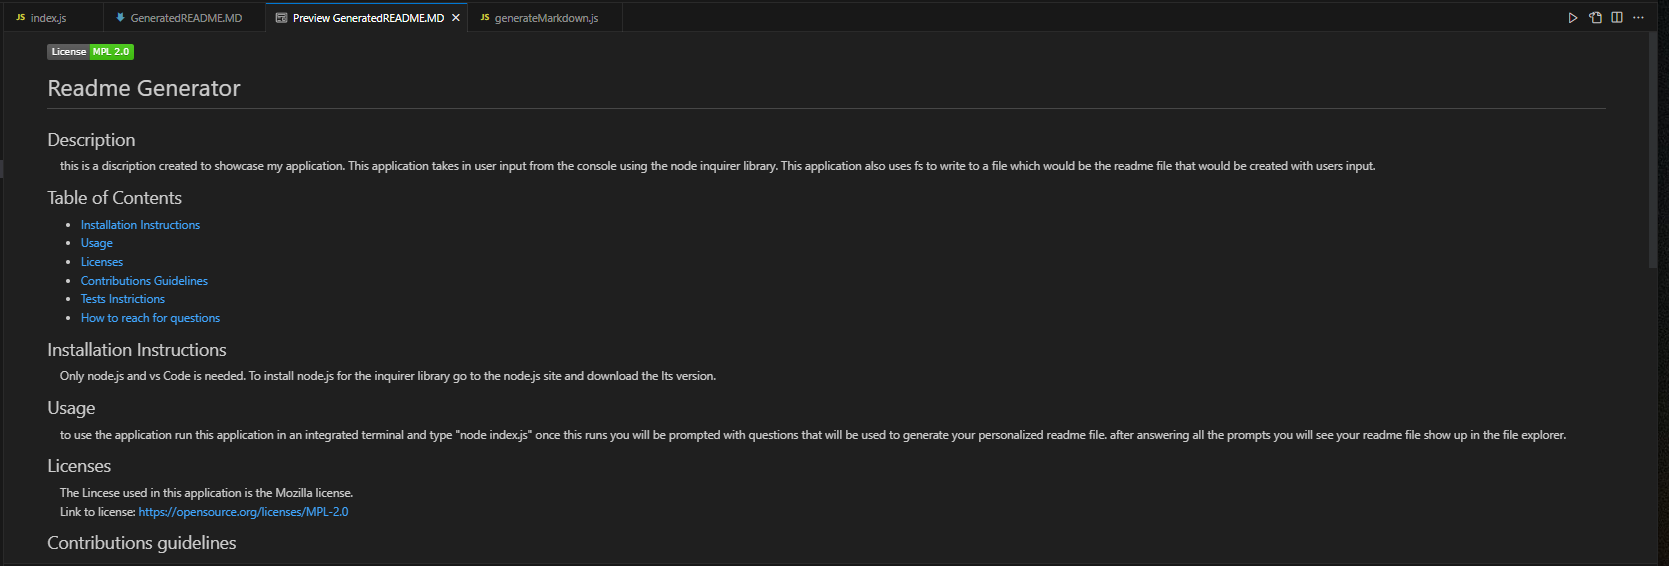 JS index.js GeneratedREADME.MD Preview GeneratedREADME.MD JS generateMarkdown.js
License MPL 2.0
Readme Generator
Description
this is a discription created to showcase my application. This application takes in user input from the console using the node inquirer library. This application also uses fs to write to a file which would be the readme file that would be created with users input.
Table of Contents
• Installation Instructions
• Usage
• Licenses
• Contributions Guidelines
• Tests Instrictions
• How to reach for questions
Installation Instructions
Only node.js and vs Code is needed. To install node.js for the inquirer library go to the node.js site and download the lts version.
Usage
to use the application run this application in an integrated terminal and type "node index.js" once this runs you will be prompted with questions that will be used to generate your personalized readme file. after answering all the prompts you will see your readme file show up in the file explorer.
Licenses
The Lincese used in this application is the Mozilla license.
Link to license: https://opensource.org/licenses/MPL-2.0
Contributions guidelines